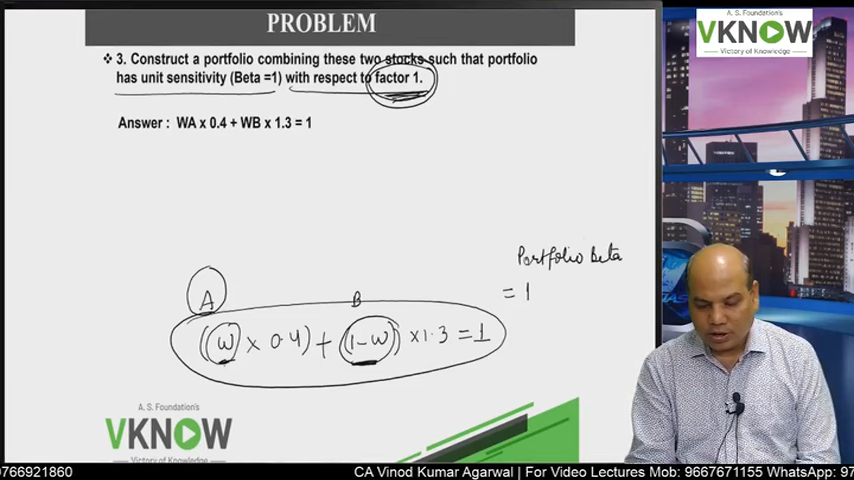 PROBLEM
A. S. Foundation's
VKNOW
Victory of Knowledge
❖ 3. Construct a portfolio combining these two stocks such that portfolio
has unit sensitivity (Beta =1) with respect to factor 1.
Answer : WA x 0.4 + WB x 1.3 = 1
Portfolio Beta
= 1
A B
((W × 0.4) + (1-W) × 1.3 = 1
A. S. Foundation's
VKNOW
Victory of Knowledge
9766921860 CA Vinod Kumar Agarwal | For Video Lectures Mob: 9667671155 WhatsApp: 97